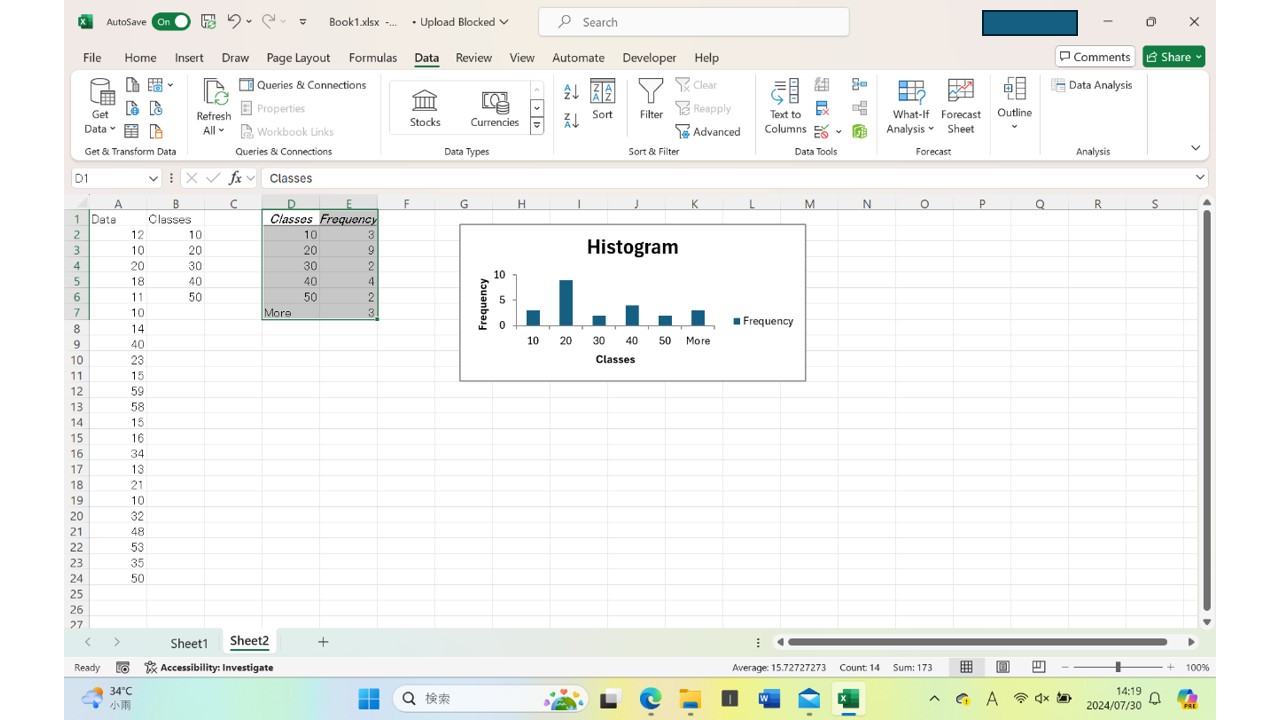 AutoSave On Book1.xlsx -... • Upload Blocked Search
File Home Insert Draw Page Layout Formulas Data Review View Automate Developer Help Comments Share
Get Data
Refresh All
Queries & Connections
Properties
Workbook Links
Stocks Currencies
Sort Filter
Clear
Reapply
Advanced
Text to Columns
What-If Analysis
Forecast Sheet
Outline
Data Analysis
Get & Transform Data Queries & Connections Data Types Sort & Filter Data Tools Forecast Analysis
D1 fx Classes
A B C D E F G H I J K L M N O P Q R S
1 Data Classes Classes Frequency
2 12 10 10 3
3 10 20 20 9
4 20 30 30 2
5 18 40 40 4
6 11 50 50 2
7 10 More 3
8 14
9 40
10 23
11 15
12 59
13 58
14 15
15 16
16 34
17 13
18 21
19 10
20 32
21 48
22 53
23 35
24 50
25
26
27
Histogram
Frequency
10
5
0
10 20 30 40 50 More
Classes
Frequency
Sheet1 Sheet2
Ready Accessibility: Investigate Average: 15.72727273 Count: 14 Sum: 173 100%
34°C
小雨
検索
A
14:19
2024/07/30
PRE